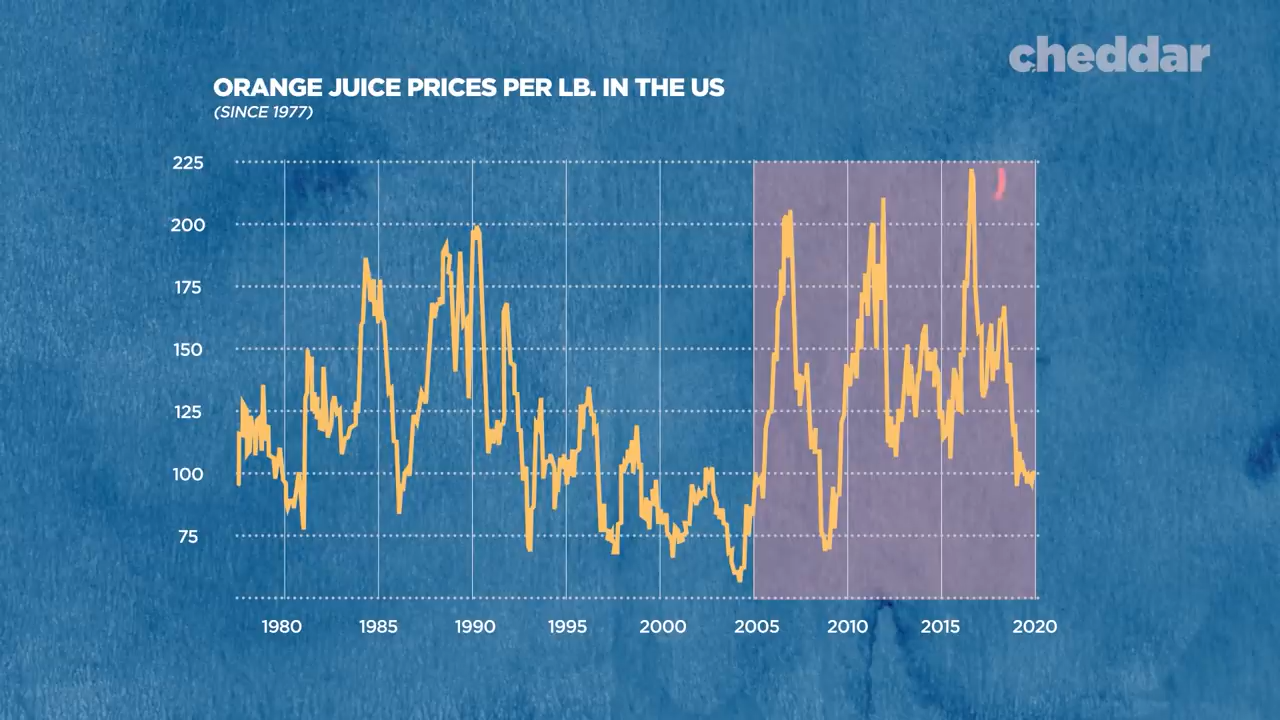 cheddar
ORANGE JUICE PRICES PER LB. IN THE US
(SINCE 1977)
225
200
175
150
125
100
75
1980 1985 1990 1995 2000 2005 2010 2015 2020